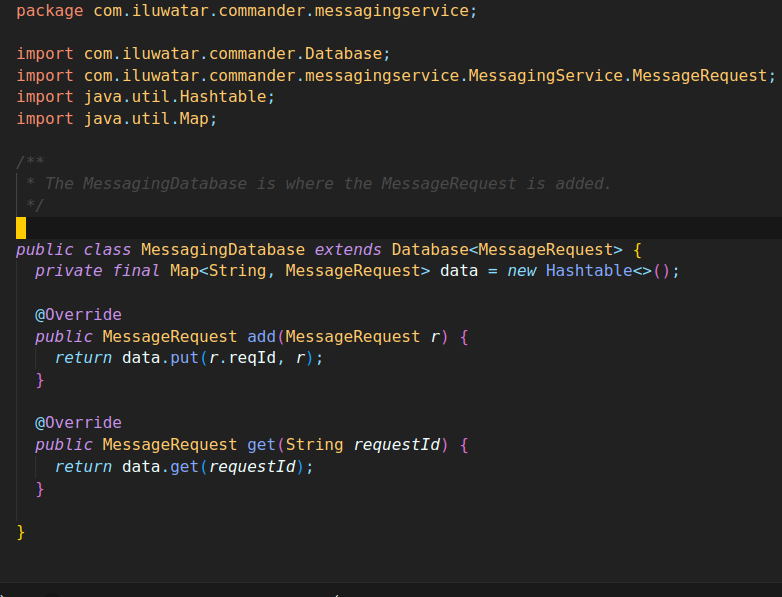 package com.iluwatar.commander.messagingservice;
import com.iluwatar.commander.Database;
import com.iluwatar.commander.messagingservice.MessagingService.MessageRequest;
import java.util.Hashtable;
import java.util.Map;
/**
* The MessagingDatabase is where the MessageRequest is added.
*/
public class MessagingDatabase extends Database<MessageRequest> {
private final Map<String, MessageRequest> data = new Hashtable<>();
@Override
public MessageRequest add(MessageRequest r) {
return data.put(r.reqId, r);
}
@Override
public MessageRequest get(String requestId) {
return data.get(requestId);
}
}